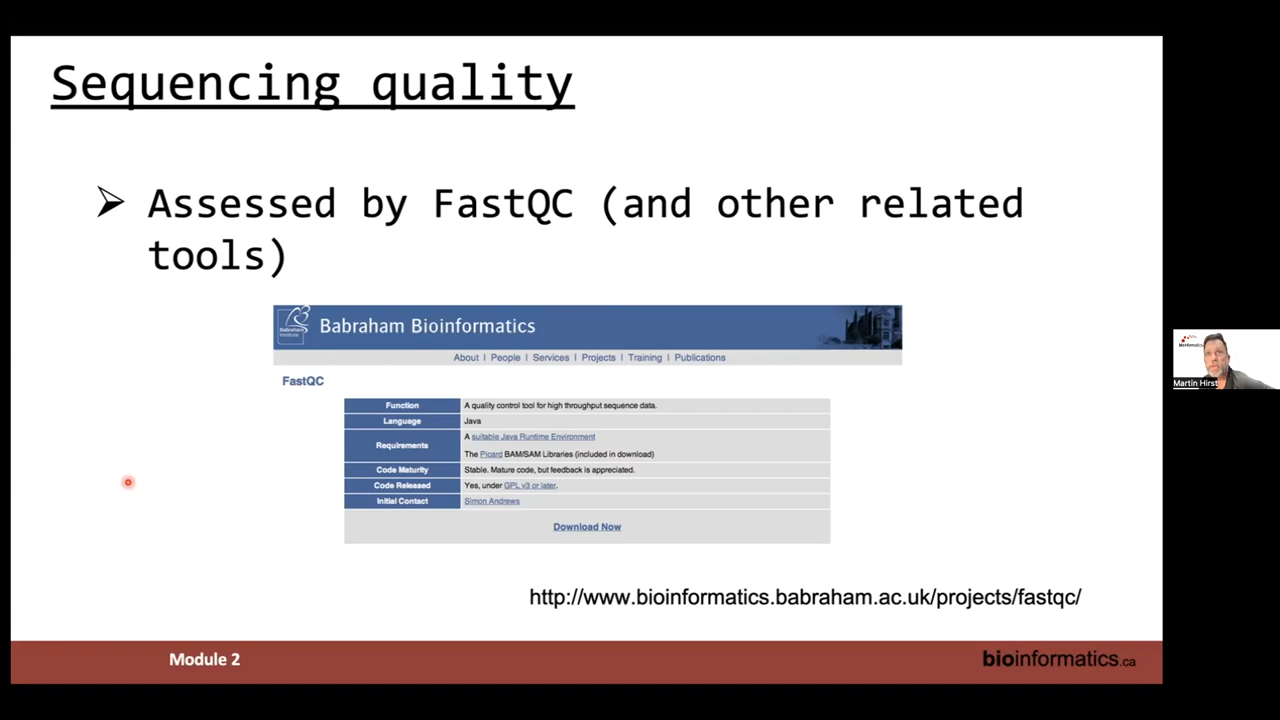 Sequencing quality
➢ Assessed by FastQC (and other related
tools)
Babraham
Institute
Babraham Bioinformatics
About | People | Services | Projects | Training | Publications
FastQC
Function A quality control tool for high throughput sequence data.
Language Java
Requirements A suitable Java Runtime Environment
The Picard BAM/SAM Libraries (included in download)
Code Maturity Stable. Mature code, but feedback is appreciated.
Code Released Yes, under GPL v3 or later.
Initial Contact Simon Andrews
Download Now
http://www.bioinformatics.babraham.ac.uk/projects/fastqc/
Module 2
bioinformatics.ca
Martin Hirst